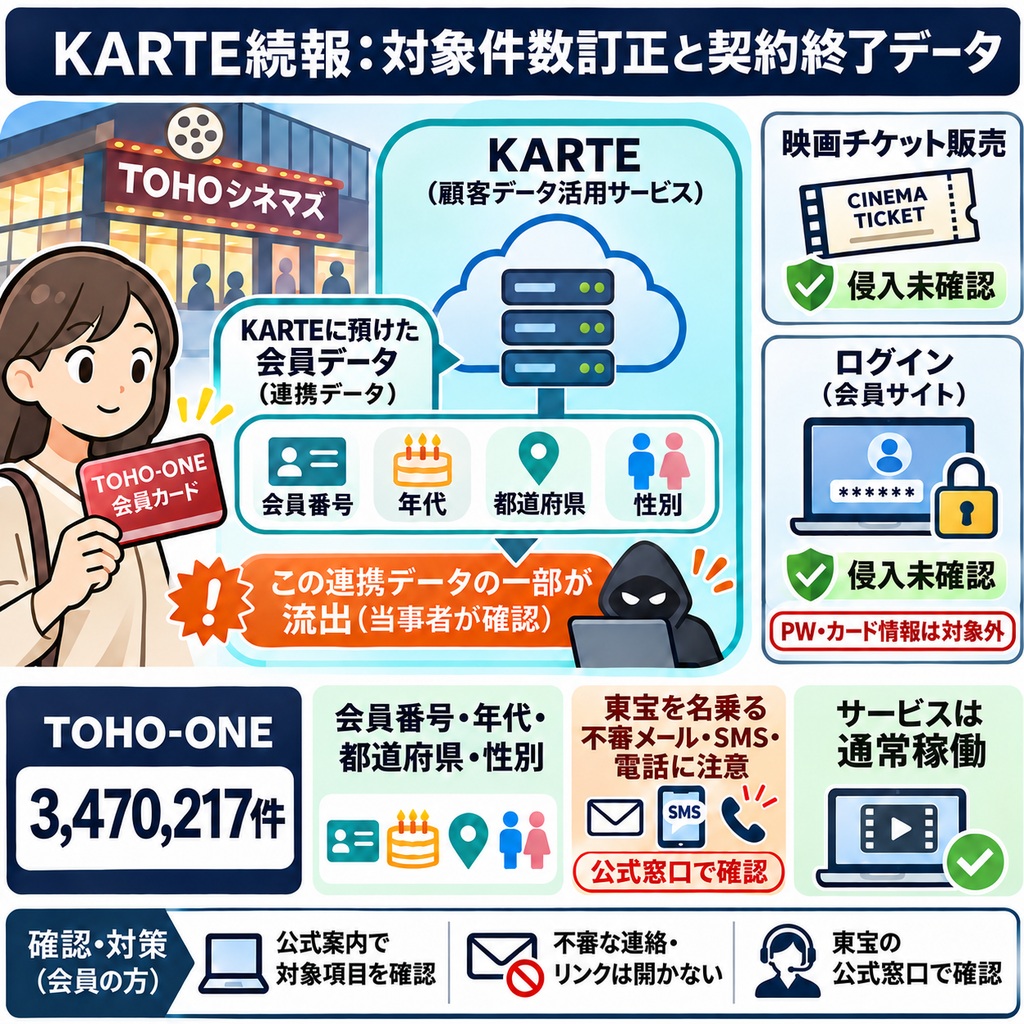 KARTE続報：対象件数訂正と契約終了データ
TOHOシネマズ
KARTE
（顧客データ活用サービス）
KARTEに預けた
会員データ
（連携データ）
会員番号
年代
都道府県
性別
TOHO-ONE
会員カード
！
この連携データの一部が
流出（当事者が確認）
映画チケット販売
CINEMA
TICKET
侵入未確認
ログイン
（会員サイト）
******
侵入未確認
PW・カード情報は対象外
TOHO-ONE
3,470,217件
会員番号・年代・
都道府県・性別
東宝を名乗る
不審メール・SMS・
電話に注意
SMS
公式窓口で確認
サービスは
通常稼働
確認・対策
（会員の方）
公式案内で
対象項目を確認
不審な連絡・
リンクは開かない
東宝の
公式窓口で確認